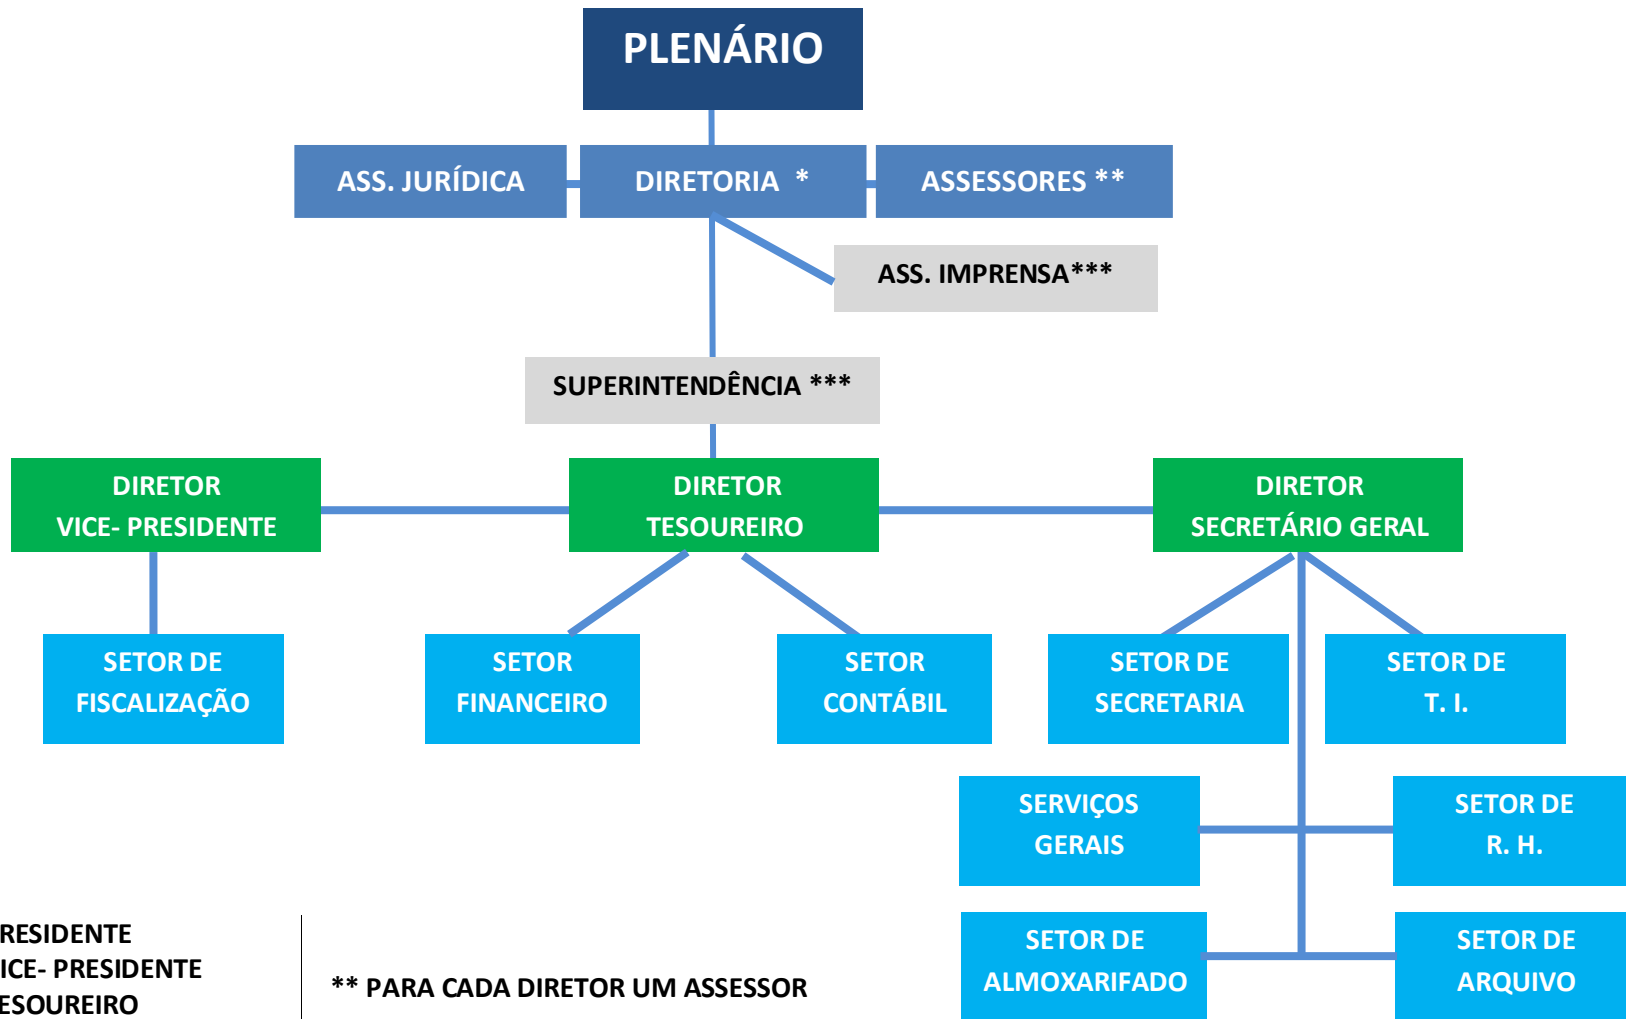 PLENÁRIO
ASS. JURÍDICA
DIRETORIA *
ASSESSORES **
ASS. IMPRENSA***
SUPERINTENDÊNCIA ***
DIRETOR
VICE- PRESIDENTE
DIRETOR
TESOUREIRO
DIRETOR
SECRETÁRIO GERAL
SETOR DE
FISCALIZAÇÃO
SETOR
FINANCEIRO
SETOR
CONTÁBIL
SETOR DE
SECRETARIA
SETOR DE
T. I.
SERVIÇOS
GERAIS
SETOR DE
R. H.
SETOR DE
ALMOXARIFADO
SETOR DE
ARQUIVO
RESIDENTE
ICE- PRESIDENTE
ESOUREIRO
** PARA CADA DIRETOR UM ASSESSOR